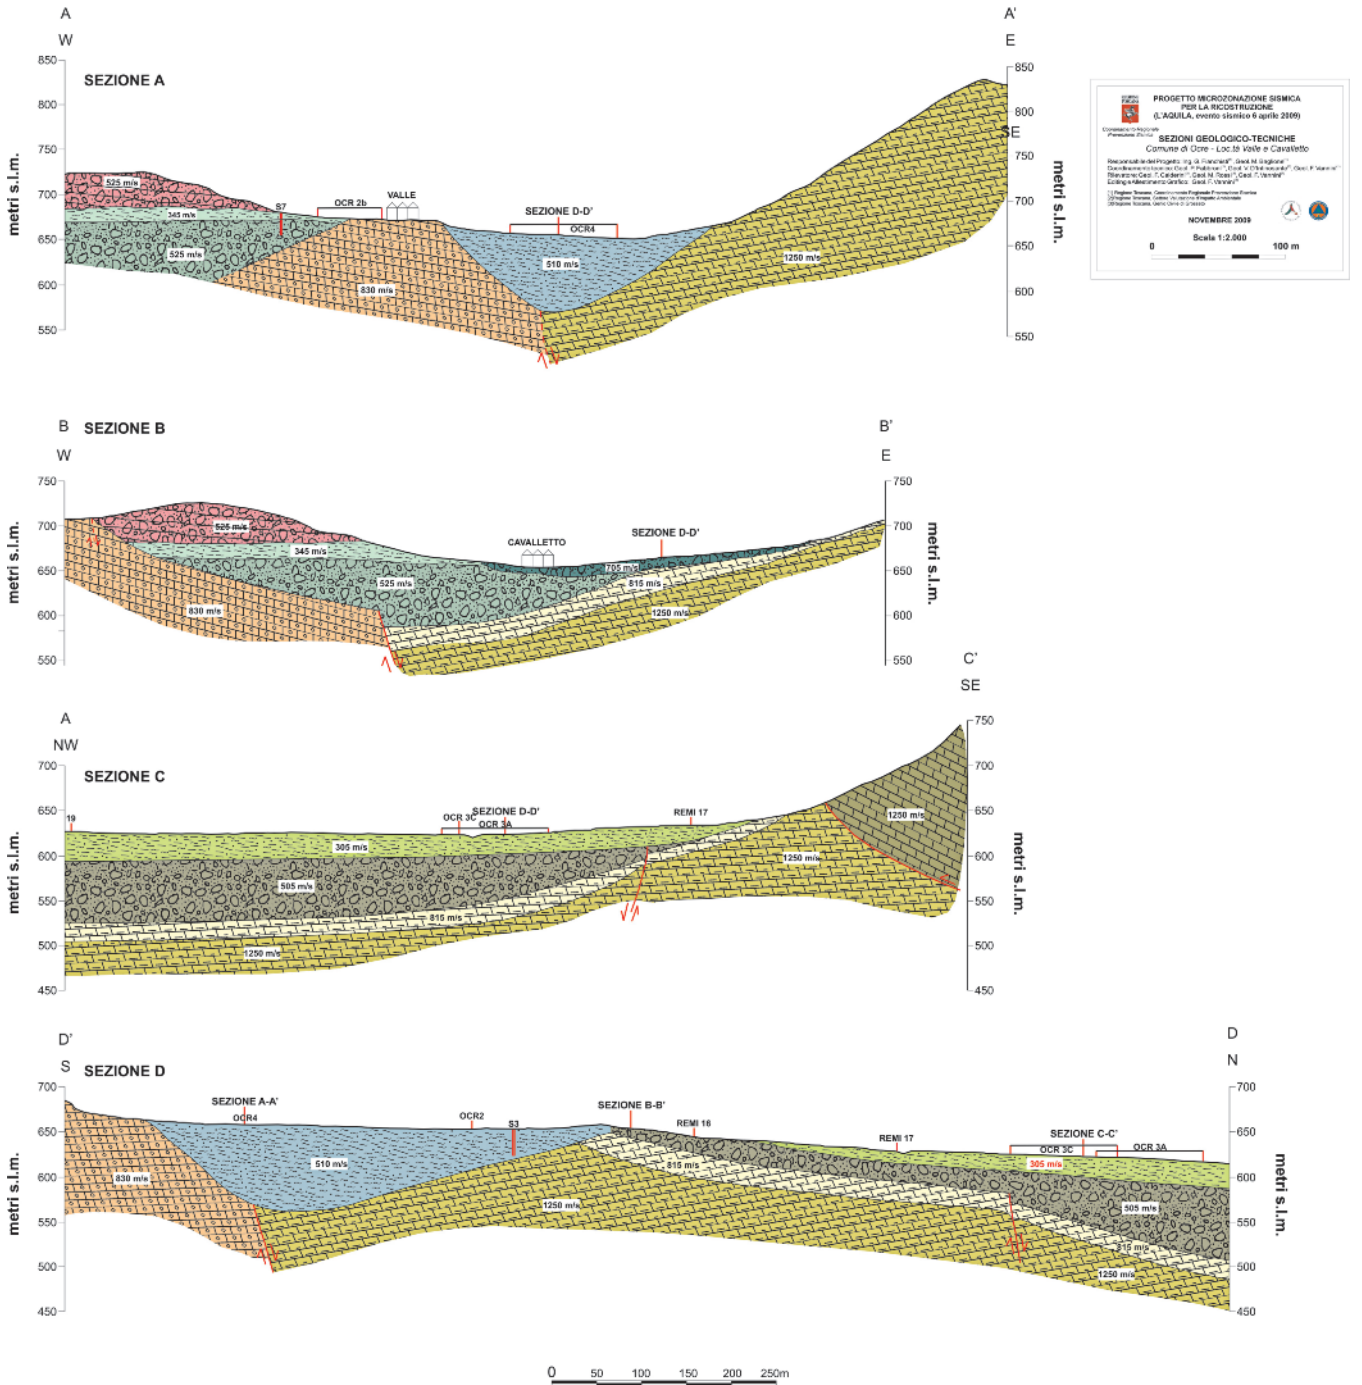 A
W
SEZIONE A
A'
E
850
800
750
700
650
600
550
metri s.l.m.
525 m/s
345 m/s
525 m/s
S7
OCR 2b
VALLE
830 m/s
SEZIONE D-D'
OCR4
510 m/s
1250 m/s
SE
850
800
750
700
650
600
550
metri s.l.m.
PROGETTO MICROZONAZIONE SISMICA
PER LA RICOSTRUZIONE
(L'AQUILA, evento sismico 6 aprile 2009)
SEZIONI GEOLOGICO-TECNICHE
Comune di Ocre - Loc.tà Valle e Cavalletto
NOVEMBRE 2009
Scala 1:2.000
0 100 m
B
W
SEZIONE B
B'
E
750
700
650
600
550
metri s.l.m.
525 m/s
345 m/s
525 m/s
830 m/s
CAVALLETTO
SEZIONE D-D'
705 m/s
815 m/s
1250 m/s
750
700
650
600
550
metri s.l.m.
A
NW
SEZIONE C
C'
SE
700
650
600
550
500
450
metri s.l.m.
19
305 m/s
505 m/s
815 m/s
1250 m/s
SEZIONE D-D'
OCR 3C
OCR 3A
REMI 17
1250 m/s
1250 m/s
750
700
650
600
550
500
450
metri s.l.m.
D'
S
SEZIONE D
D
N
700
650
600
550
500
450
metri s.l.m.
830 m/s
SEZIONE A-A'
OCR4
510 m/s
OCR2
S3
1250 m/s
SEZIONE B-B'
REMI 16
815 m/s
REMI 17
SEZIONE C-C'
OCR 3C
OCR 3A
305 m/s
505 m/s
815 m/s
1250 m/s
700
650
600
550
500
450
metri s.l.m.
0 50 100 150 200 250m